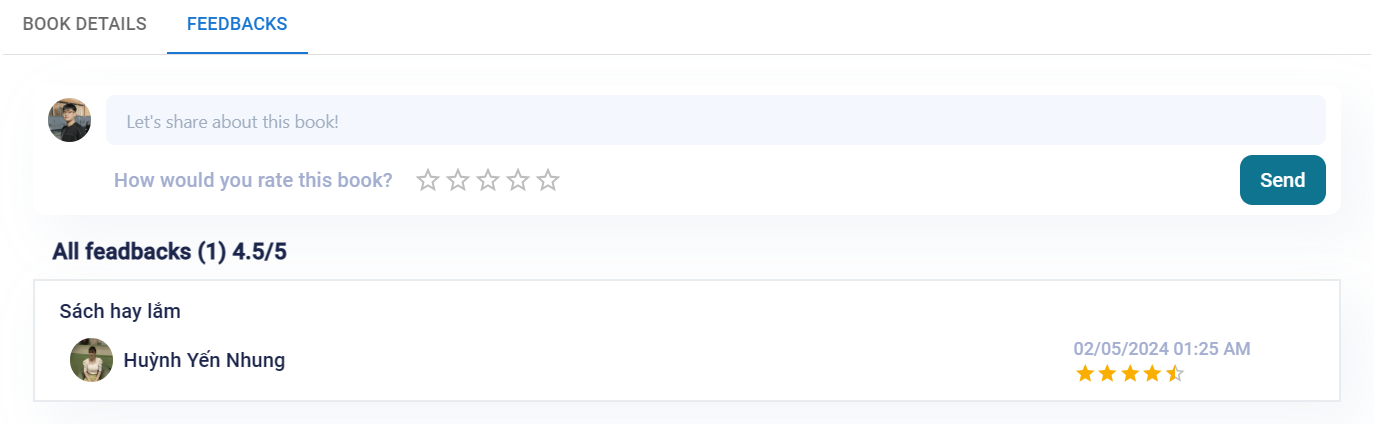 BOOK DETAILS FEEDBACKS
Let's share about this book!
How would you rate this book?
Send
All feadbacks (1) 4.5/5
Sách hay lắm
Huỳnh Yến Nhung
02/05/2024 01:25 AM